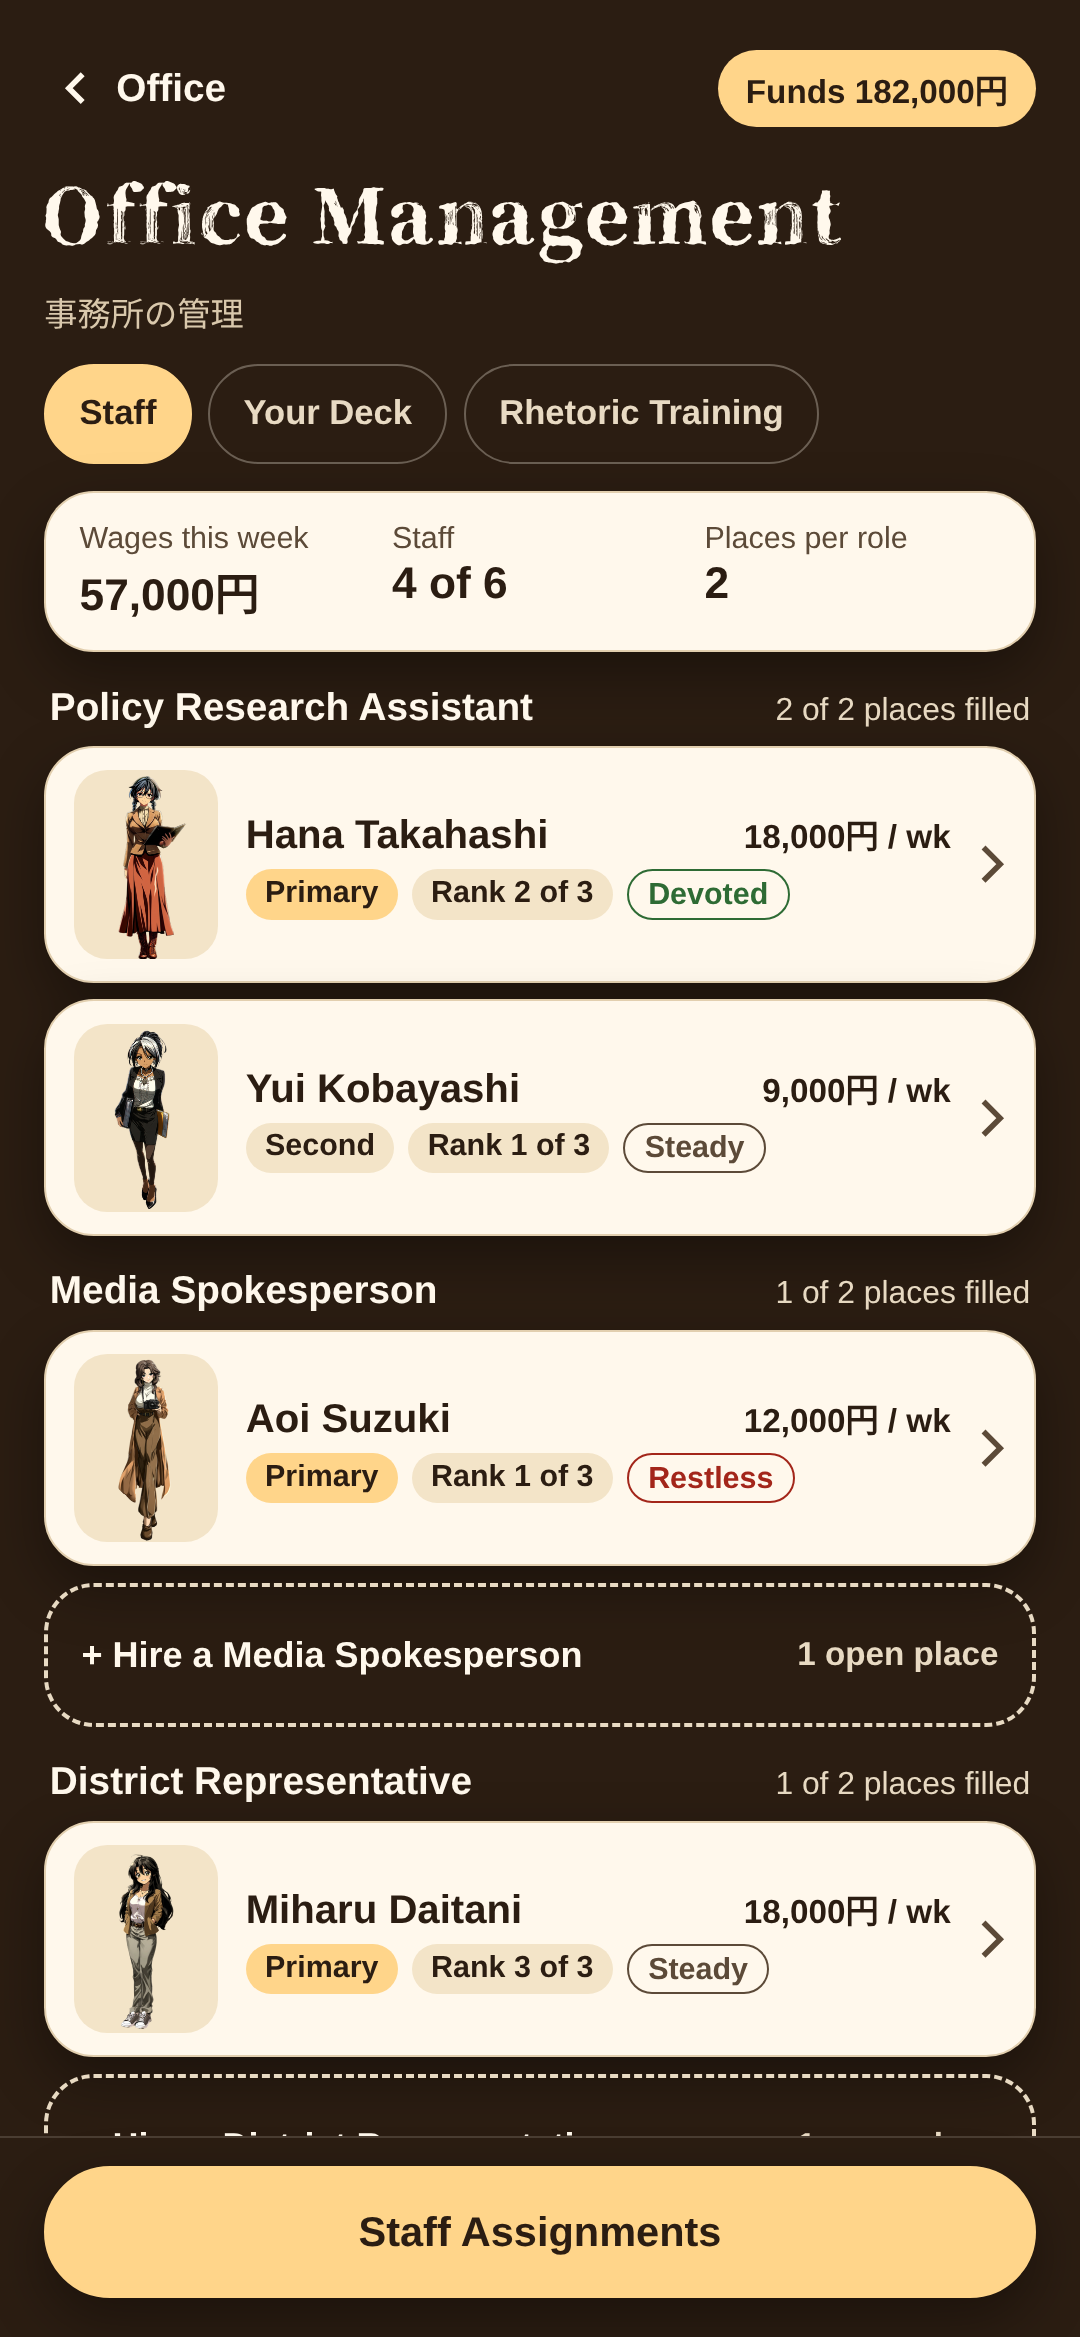 Office
Funds 182,000円
Office Management
事務所の管理
Staff
Your Deck
Rhetoric Training
Wages this week
57,000円
Staff
4 of 6
Places per role
2
Policy Research Assistant
2 of 2 places filled
Hana Takahashi
18,000円 / wk
Primary
Rank 2 of 3
Devoted
Yui Kobayashi
9,000円 / wk
Second
Rank 1 of 3
Steady
Media Spokesperson
1 of 2 places filled
Aoi Suzuki
12,000円 / wk
Primary
Rank 1 of 3
Restless
+ Hire a Media Spokesperson
1 open place
District Representative
1 of 2 places filled
Miharu Daitani
18,000円 / wk
Primary
Rank 3 of 3
Steady
Staff Assignments